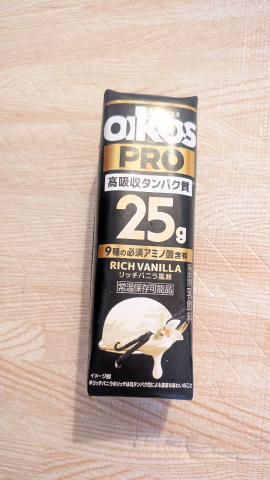 OIKOS
PRO
高吸収タンパク質
25g
9種の必須アミノ酸含有
RICH VANILLA
リッチバニラ風味
常温保存可能品
イメージ図